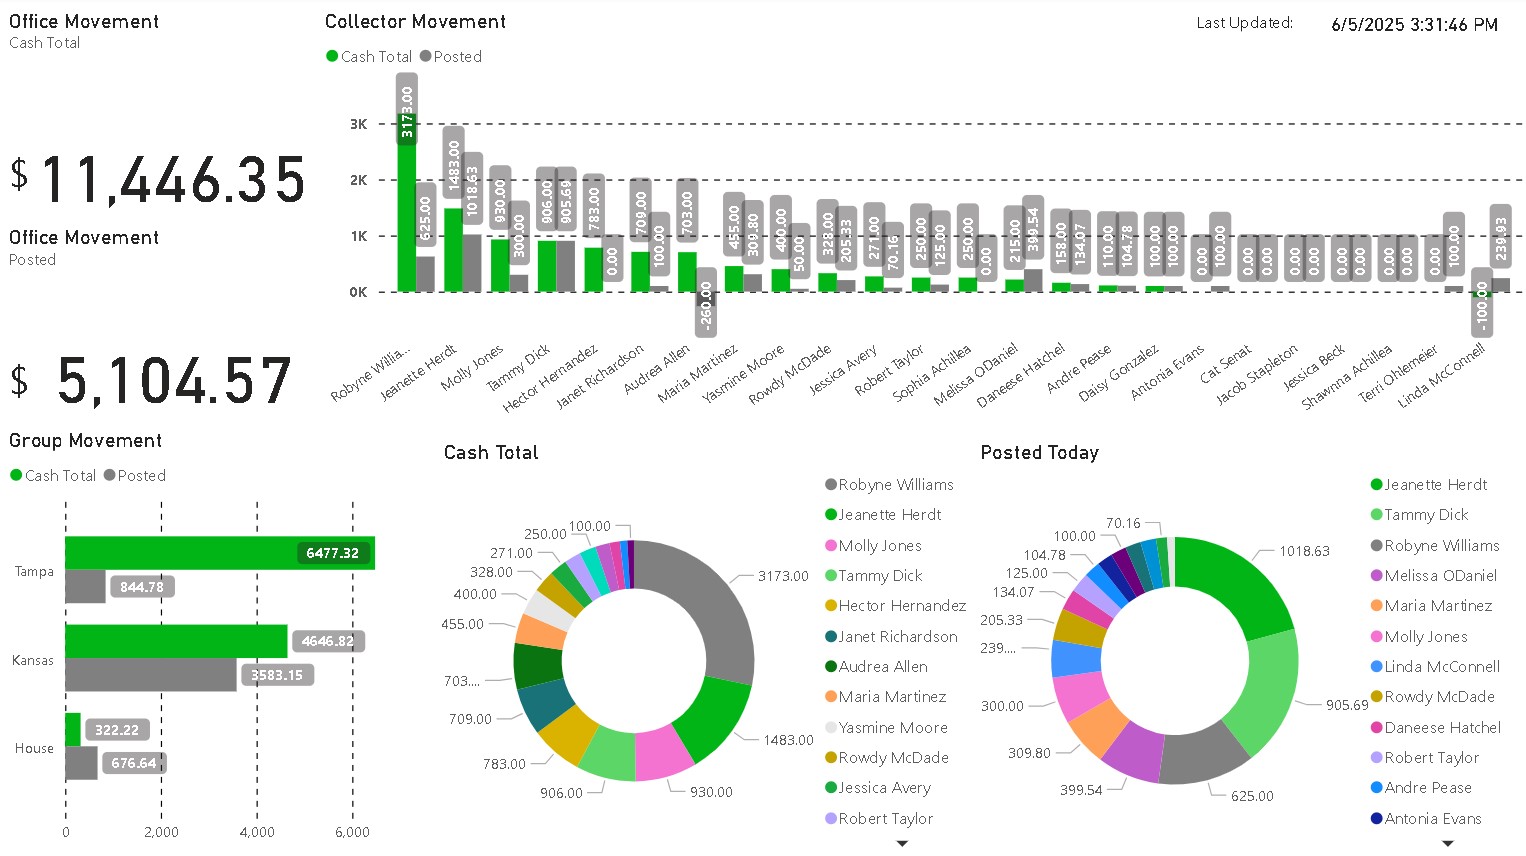 Office Movement
Cash Total
$ 11,446.35
Office Movement
Posted
$ 5,104.57
Collector Movement
Last Updated: 6/5/2025 3:31:46 PM
Cash Total Posted
3K
2K
1K
0K
3173.00 625.00 1483.00 1018.63 930.00 300.00 906.00 905.69 783.00 0.00 709.00 100.00 703.00 -260.00 455.00 309.80 400.00 50.00 328.00 205.33 271.00 70.16 250.00 125.00 250.00 0.00 215.00 399.54 158.00 134.07 110.00 104.78 100.00 100.00 0.00 100.00 0.00 0.00 0.00 0.00 0.00 0.00 0.00 0.00 0.00 100.00 -100.00 239.93
Robyne Willia...
Jeanette Herdt
Molly Jones
Tammy Dick
Hector Hernandez
Janet Richardson
Audrea Allen
Maria Martinez
Yasmine Moore
Rowdy McDade
Jessica Avery
Robert Taylor
Sophia Achillea
Melissa ODaniel
Daneese Hatchel
Andre Pease
Daisy Gonzalez
Antonia Evans
Cat Senat
Jacob Stapleton
Jessica Beck
Shawnna Achillea
Terri Ohlemeier
Linda McConnell
Group Movement
Cash Total Posted
Tampa
6477.32
844.78
Kansas
4646.82
3583.15
House
322.22
676.64
0 2,000 4,000 6,000
Cash Total
3173.00
1483.00
930.00
906.00
783.00
709.00
703....
455.00
400.00
328.00
271.00
250.00
100.00
Robyne Williams
Jeanette Herdt
Molly Jones
Tammy Dick
Hector Hernandez
Janet Richardson
Audrea Allen
Maria Martinez
Yasmine Moore
Rowdy McDade
Jessica Avery
Robert Taylor
Posted Today
1018.63
905.69
625.00
399.54
309.80
300.00
239....
205.33
134.07
125.00
104.78
100.00
70.16
Jeanette Herdt
Tammy Dick
Robyne Williams
Melissa ODaniel
Maria Martinez
Molly Jones
Linda McConnell
Rowdy McDade
Daneese Hatchel
Robert Taylor
Andre Pease
Antonia Evans